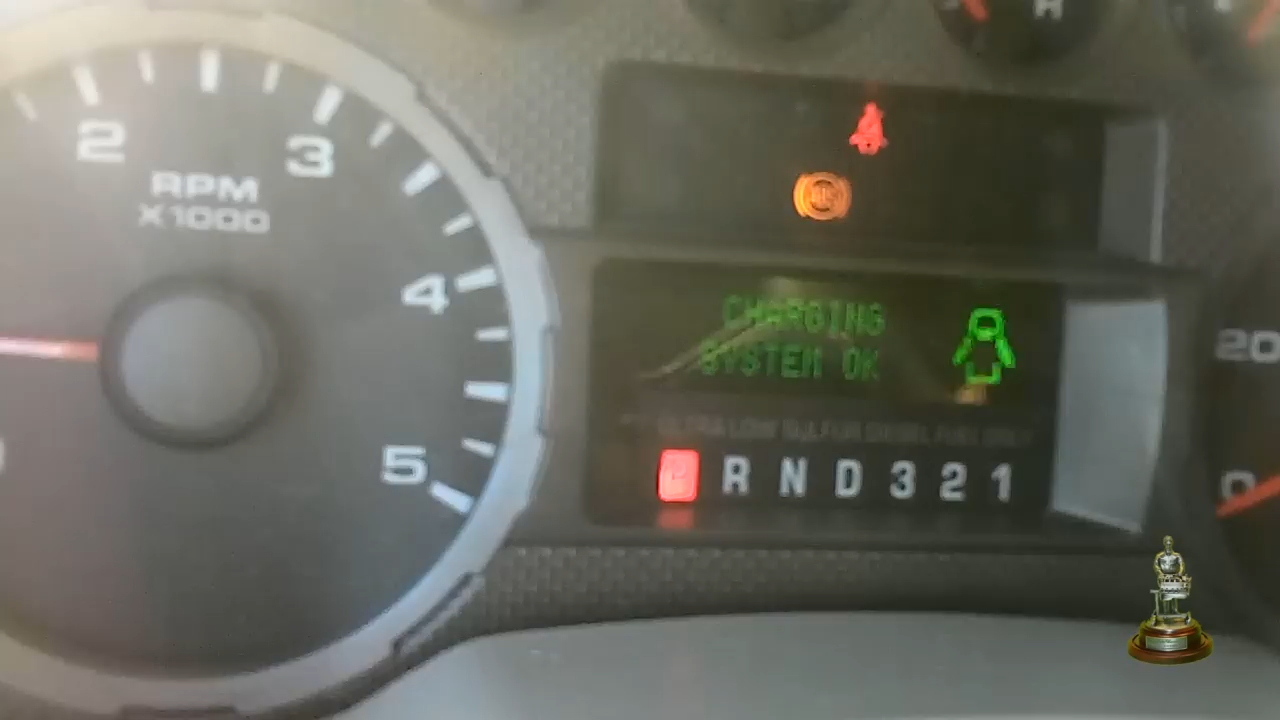 2
3
RPM
X1000
4
5
H
CHARGING
SYSTEM OK
ULTRA LOW SULFUR DIESEL FUEL ONLY
P R N D 3 2 1
20
0